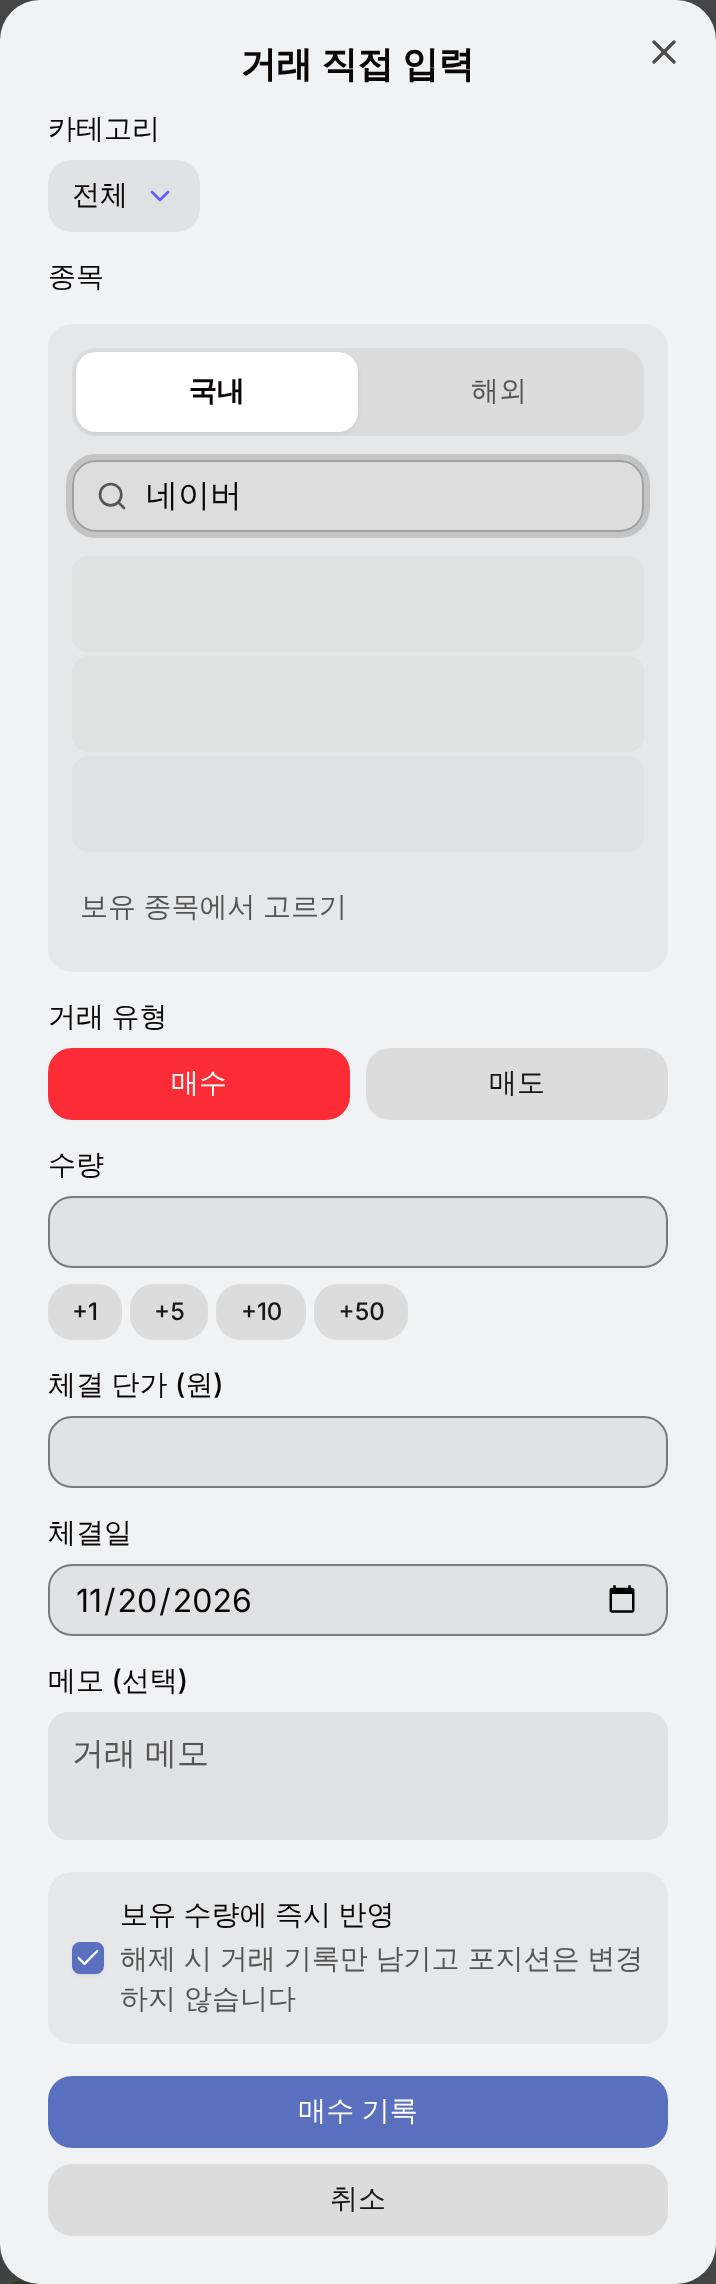 거래 직접 입력
카테고리
전체
종목
국내
해외
네이버
보유 종목에서 고르기
거래 유형
매수
매도
수량
+1
+5
+10
+50
체결 단가 (원)
체결일
11/20/2026
메모 (선택)
거래 메모
보유 수량에 즉시 반영
해제 시 거래 기록만 남기고 포지션은 변경
하지 않습니다
매수 기록
취소